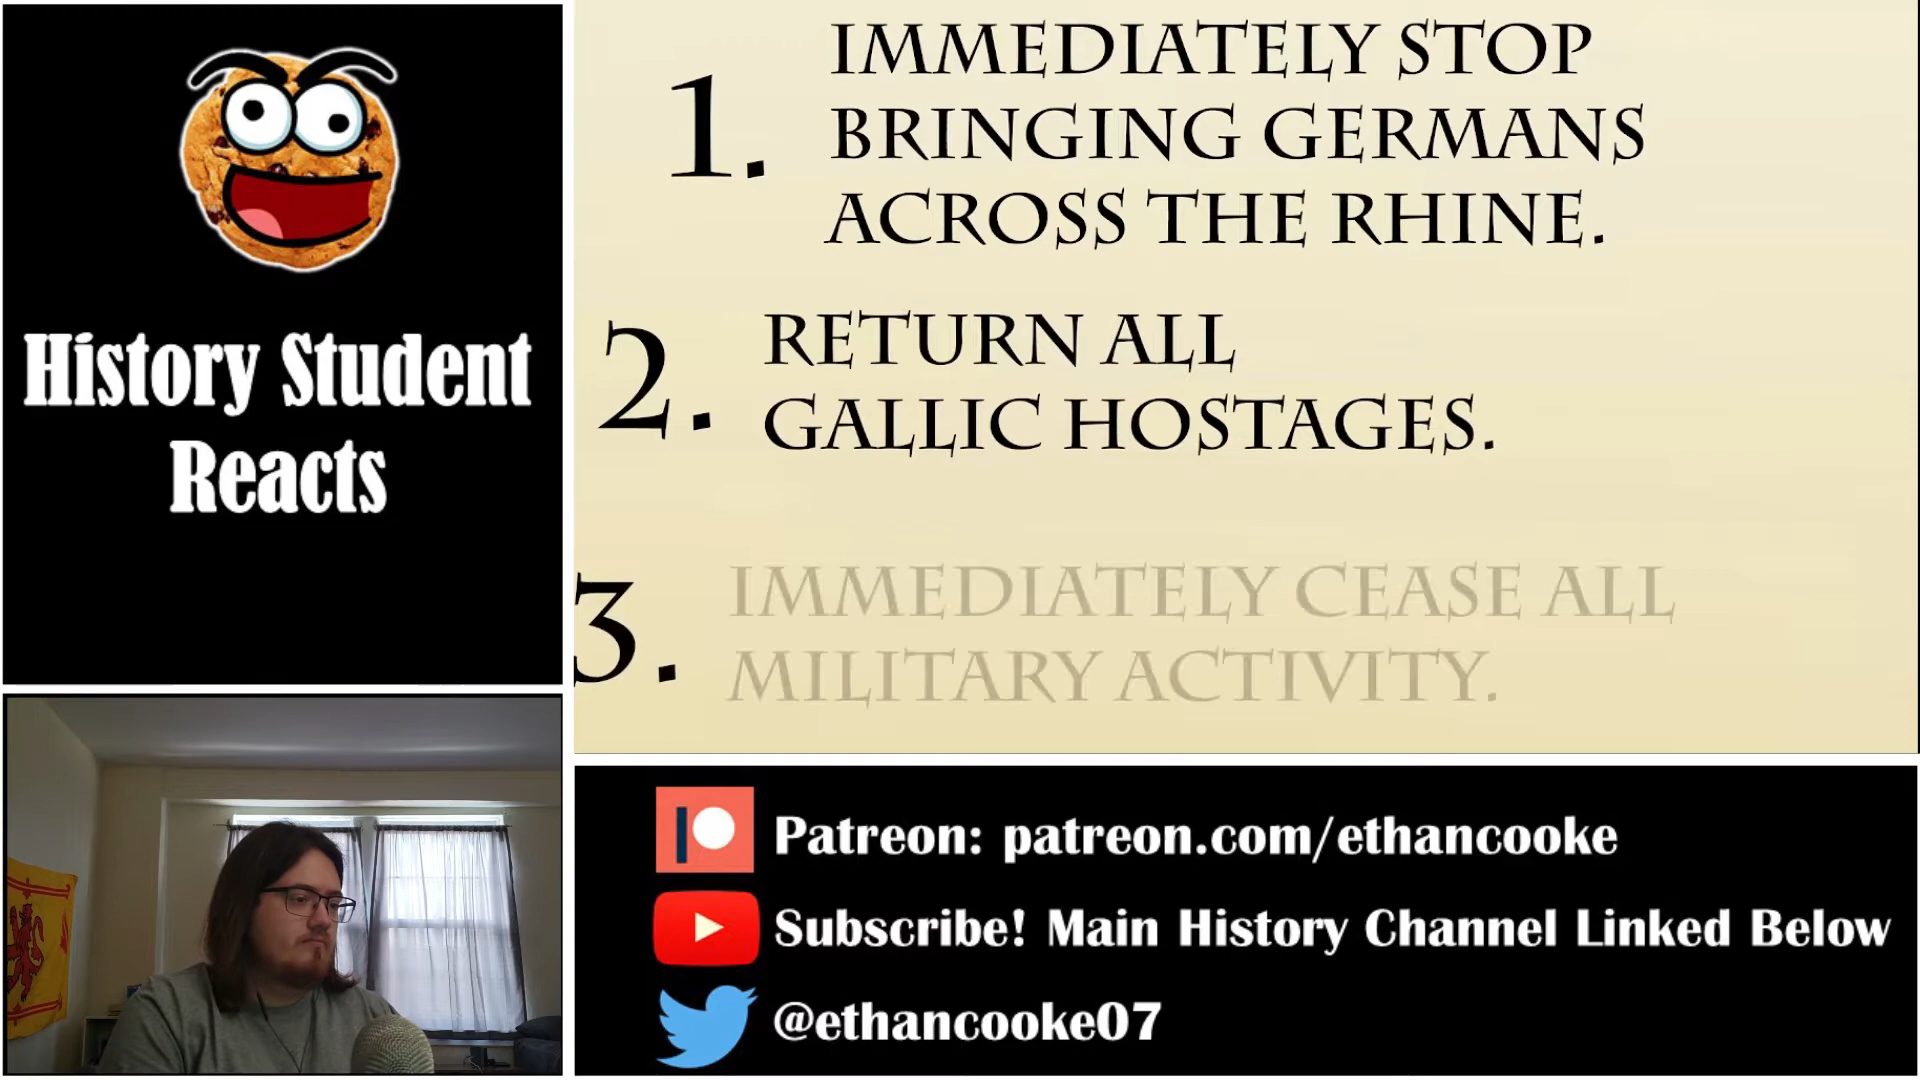 History Student
Reacts
1. IMMEDIATELY STOP
BRINGING GERMANS
ACROSS THE RHINE.
2. RETURN ALL
GALLIC HOSTAGES.
3. IMMEDIATELY CEASE ALL
MILITARY ACTIVITY.
Patreon: patreon.com/ethancooke
Subscribe! Main History Channel Linked Below
@ethancooke07